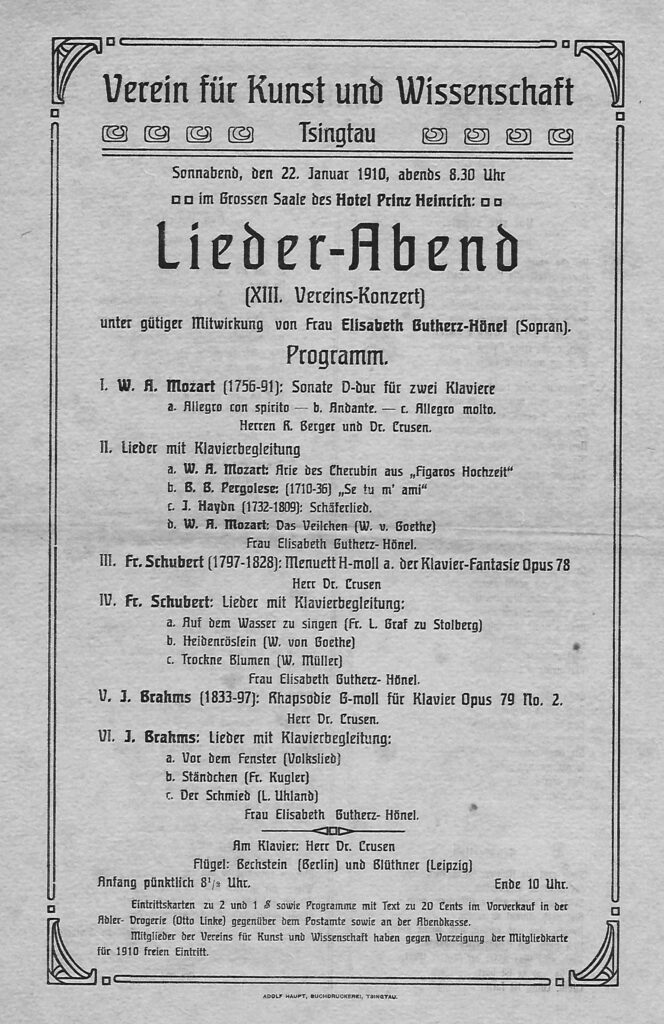 Verein für Kunst und Wissenschaft
Tsingtau
Sonnabend, den 22. Januar 1910, abends 8.30 Uhr
im Grossen Saale des Hotel Prinz Heinrich:
Lieder-Abend
(XIII. Vereins-Konzert)
unter gütiger Mitwirkung von Frau Elisabeth Gutherz-Hönel (Sopran).
Programm.
I. W. A. Mozart (1756-91): Sonate D-dur für zwei Klaviere
a. Allegro con spirito — b. Andante. — c. Allegro molto.
Herren R. Berger und Dr. Crusen.
II. Lieder mit Klavierbegleitung
a. W. A. Mozart: Arie des Cherubin aus „Figaros Hochzeit“
b. B. B. Pergolese: (1710-36) „Se tu m' ami“
c. J. Haydn (1732-1809): Schäferlied.
d. W. A. Mozart: Das Veilchen (W. v. Goethe)
Frau Elisabeth Gutherz- Hönel.
III. Fr. Schubert (1797-1828): Menuett H-moll a. der Klavier-Fantasie Opus 78
Herr Dr. Crusen
IV. Fr. Schubert: Lieder mit Klavierbegleitung:
a. Auf dem Wasser zu singen (Fr. L. Graf zu Stolberg)
b. Heidenröslein (W. von Goethe)
c. Trockne Blumen (W. Müller)
Frau Elisabeth Gutherz- Hönel.
V. J. Brahms (1833-97): Rhapsodie G-moll für Klavier Opus 79 No. 2.
Herr Dr. Crusen.
VI. J. Brahms: Lieder mit Klavierbegleitung:
a. Vor dem Fenster (Volkslied)
b. Ständchen (Fr. Kugler)
c. Der Schmied (L. Uhland)
Frau Elisabeth Gutherz- Hönel.
Am Klavier: Herr Dr. Crusen
Flügel: Bechstein (Berlin) und Blüthner (Leipzig)
Anfang pünktlich 8 1/2 Uhr. Ende 10 Uhr.
Eintrittskarten zu 2 und 1 $ sowie Programme mit Text zu 20 Cents im Vorverkauf in der
Adler- Drogerie (Otto Linke) gegenüber dem Postamte sowie an der Abendkasse.
Mitglieder der Vereins für Kunst und Wissenschaft haben gegen Vorzeigung der Mitgliedkarte
für 1910 freien Eintritt.
ADOLF HAUPT, BUCHDRUCKEREI, TSINGTAU.